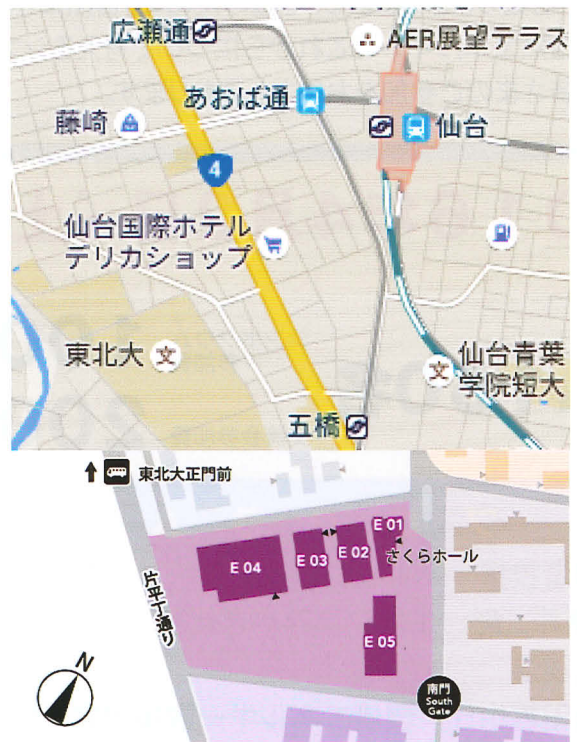 広瀬通
AER展望テラス
あおば通
藤崎
仙台
4
仙台国際ホテル
デリカショップ
東北大
文
文
仙台青葉
学院短大
五橋
東北大正門前
E 01
E 02
E 03
E 04
さくらホール
片平丁通り
E 05
N
南門
South
Gate